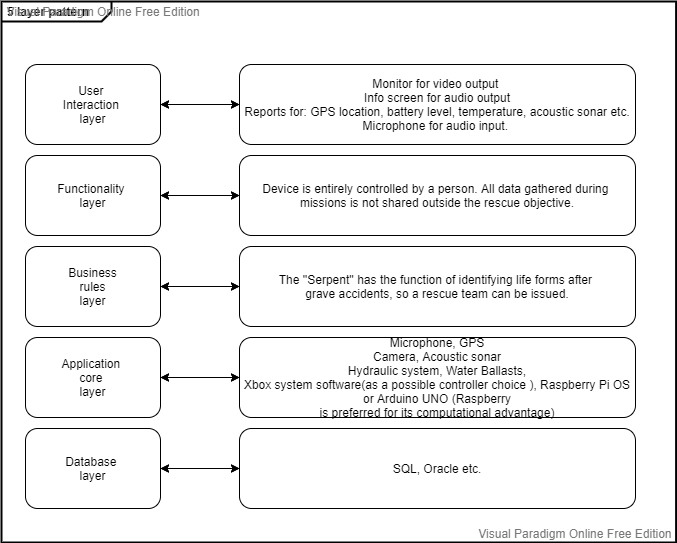 5 layer pattern
Visual Paradigm Online Free Edition
User
Interaction
layer
Monitor for video output
Info screen for audio output
Reports for: GPS location, battery level, temperature, acoustic sonar etc.
Microphone for audio input.
Functionality
layer
Device is entirely controlled by a person. All data gathered during
missions is not shared outside the rescue objective.
Business
rules
layer
The "Serpent" has the function of identifying life forms after
grave accidents, so a rescue team can be issued.
Application
core
layer
Microphone, GPS
Camera, Acoustic sonar
Hydraulic system, Water Ballasts,
Xbox system software(as a possible controller choice ), Raspberry Pi OS
or Arduino UNO (Raspberry
is preferred for its computational advantage)
Database
layer
SQL, Oracle etc.
Visual Paradigm Online Free Edition